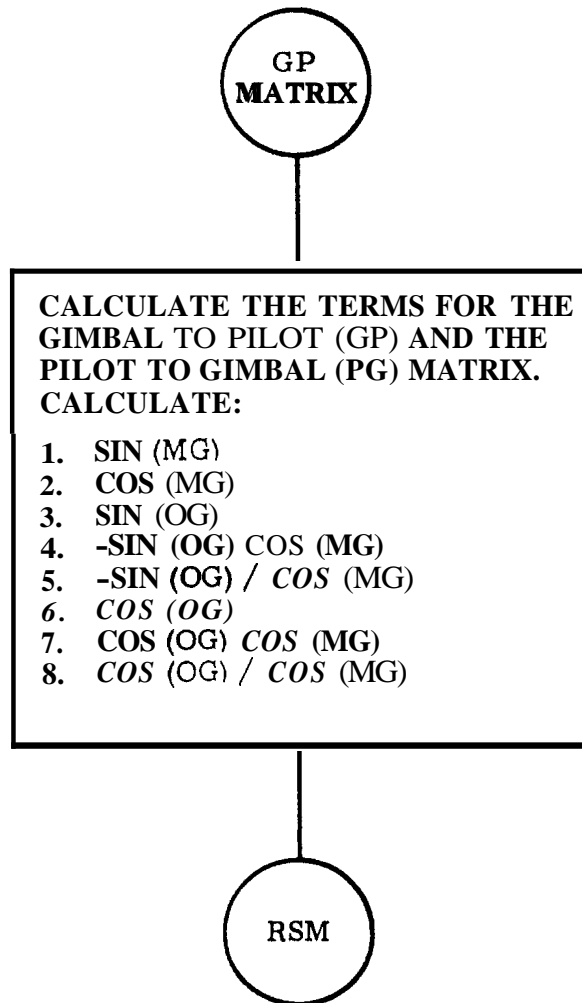 GP
MATRIX
CALCULATE THE TERMS FOR THE
GIMBAL TO PILOT (GP) AND THE
PILOT TO GIMBAL (PG) MATRIX.
CALCULATE:
1. SIN (MG)
2. COS (MG)
3. SIN (OG)
4. -SIN (OG) COS (MG)
5. -SIN (OG) / COS (MG)
6. COS (OG)
7. COS (OG) COS (MG)
8. COS (OG) / COS (MG)
RSM